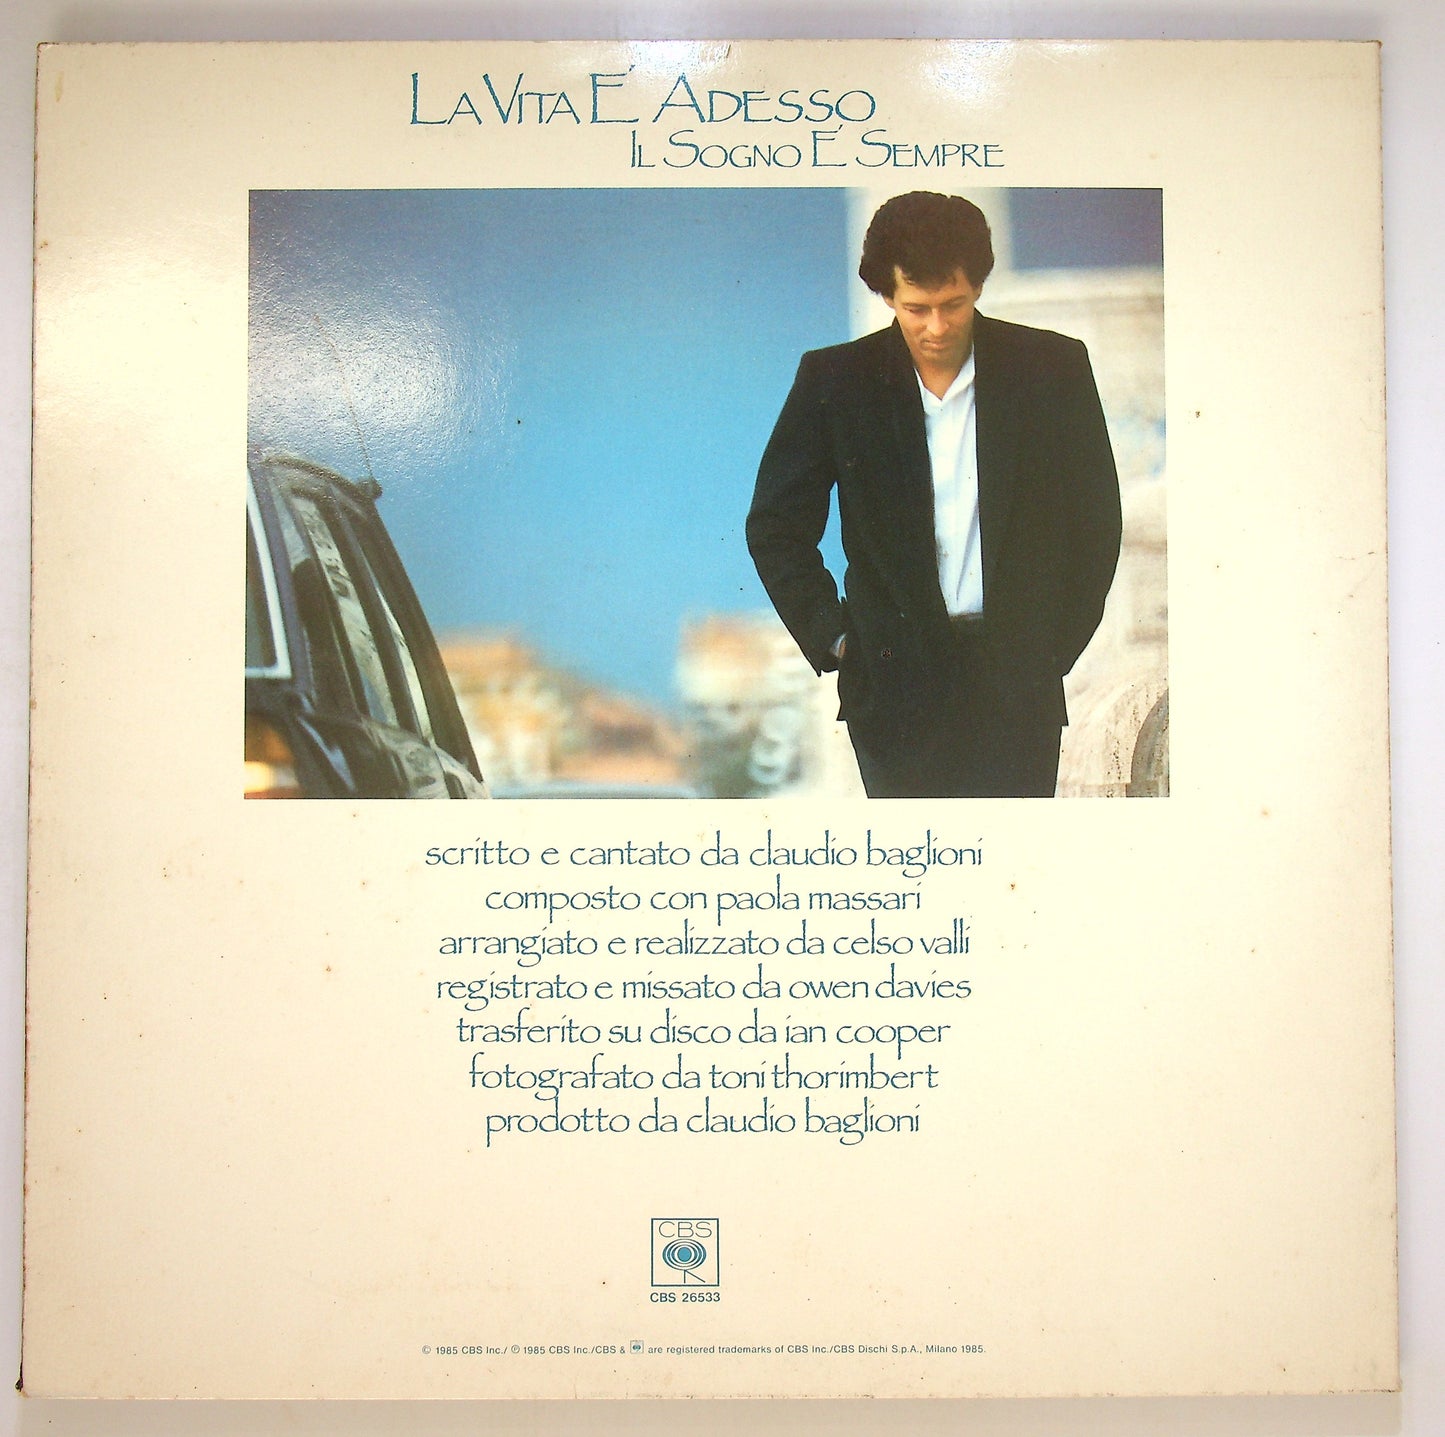 LA VITA E' ADESSO
IL SOGNO E' SEMPRE
scritto e cantato da claudio baglioni
composto con paola massari
arrangiato e realizzato da celso valli
registrato e missato da owen davies
trasferito su disco da ian cooper
fotografato da toni thorimbert
prodotto da claudio baglioni
CBS
CBS 26533
© 1985 CBS Inc./ ℗ 1985 CBS Inc./CBS & are registered trademarks of CBS Inc./CBS Dischi S.p.A., Milano 1985.